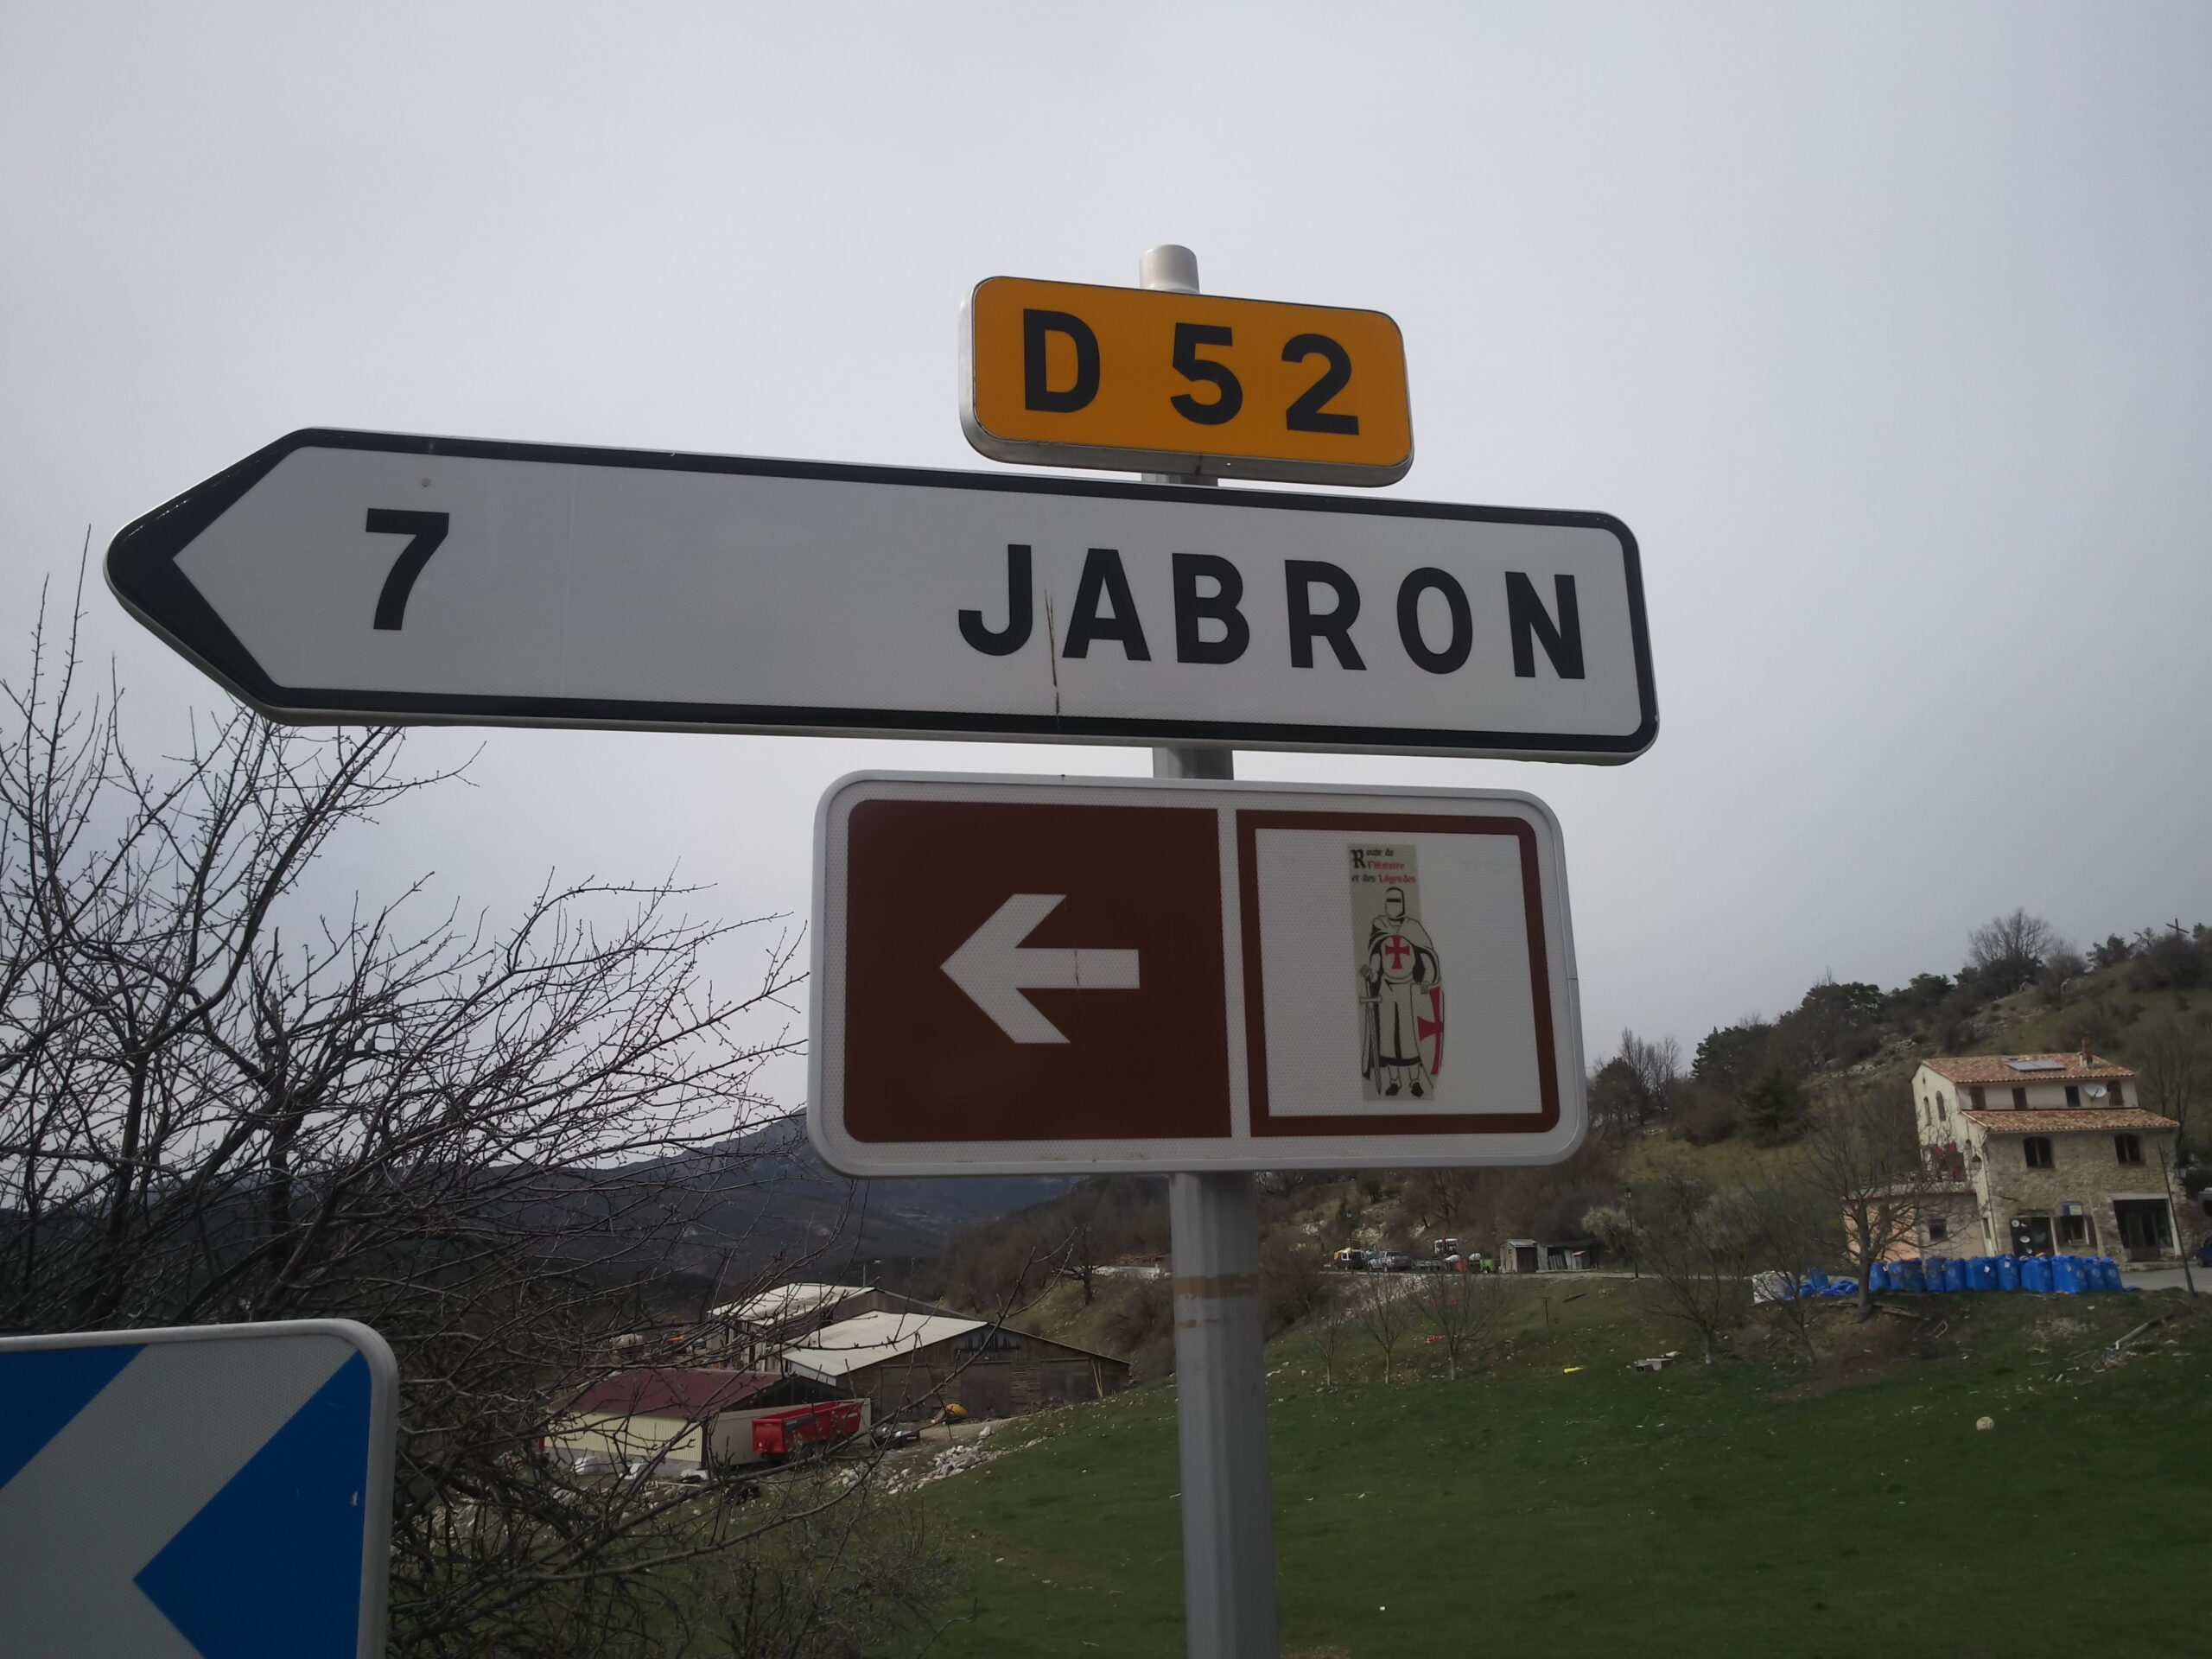 D 52
7 JABRON
Route de
l'Histoire
et des Légendes